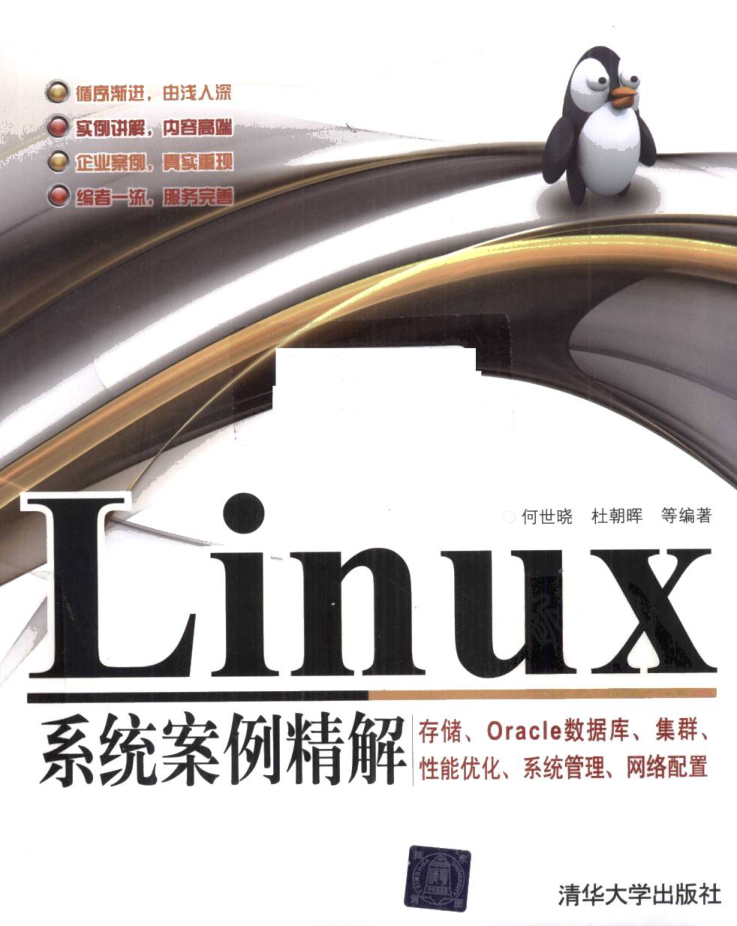 循序渐进，由浅入深
实例讲解，内容高端
企业案例，真实重现
编者一流，服务完善
何世晓 杜朝晖 等编著
Linux
系统案例精解
存储、Oracle数据库、集群、
性能优化、系统管理、网络配置
清华大学出版社